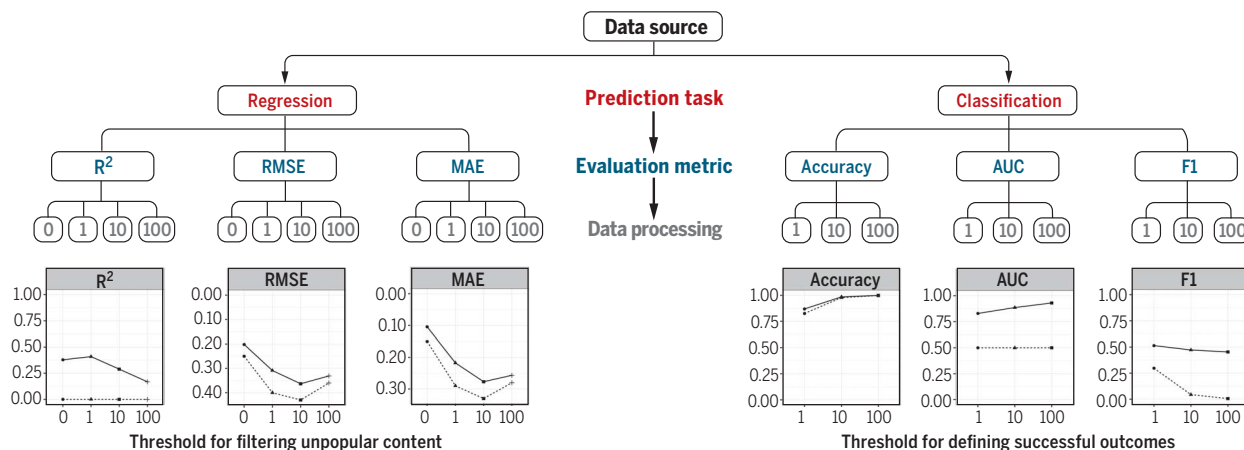 Data source
Regression
Prediction task
Classification
R2
RMSE
MAE
Evaluation metric
Accuracy
AUC
F1
0 1 10 100
0 1 10 100
0 1 10 100
Data processing
1 10 100
1 10 100
1 10 100
R2
1.00
0.75
0.50
0.25
0.00
0 1 10 100
RMSE
0.00
0.10
0.20
0.30
0.40
0 1 10 100
MAE
0.00
0.10
0.20
0.30
0 1 10 100
Threshold for filtering unpopular content
Accuracy
1.00
0.75
0.50
0.25
0.00
1 10 100
AUC
1.00
0.75
0.50
0.25
0.00
1 10 100
F1
1.00
0.75
0.50
0.25
0.00
1 10 100
Threshold for defining successful outcomes